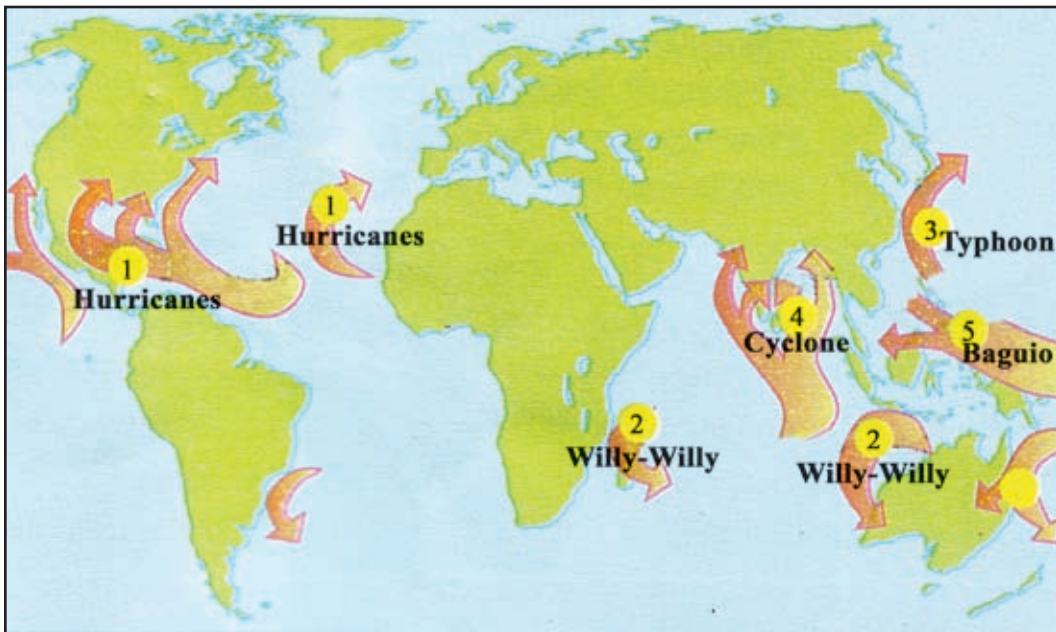 1
Hurricanes
1
Hurricanes
3
Typhoon
4
Cyclone
5
Baguio
2
Willy-Willy
2
Willy-Willy